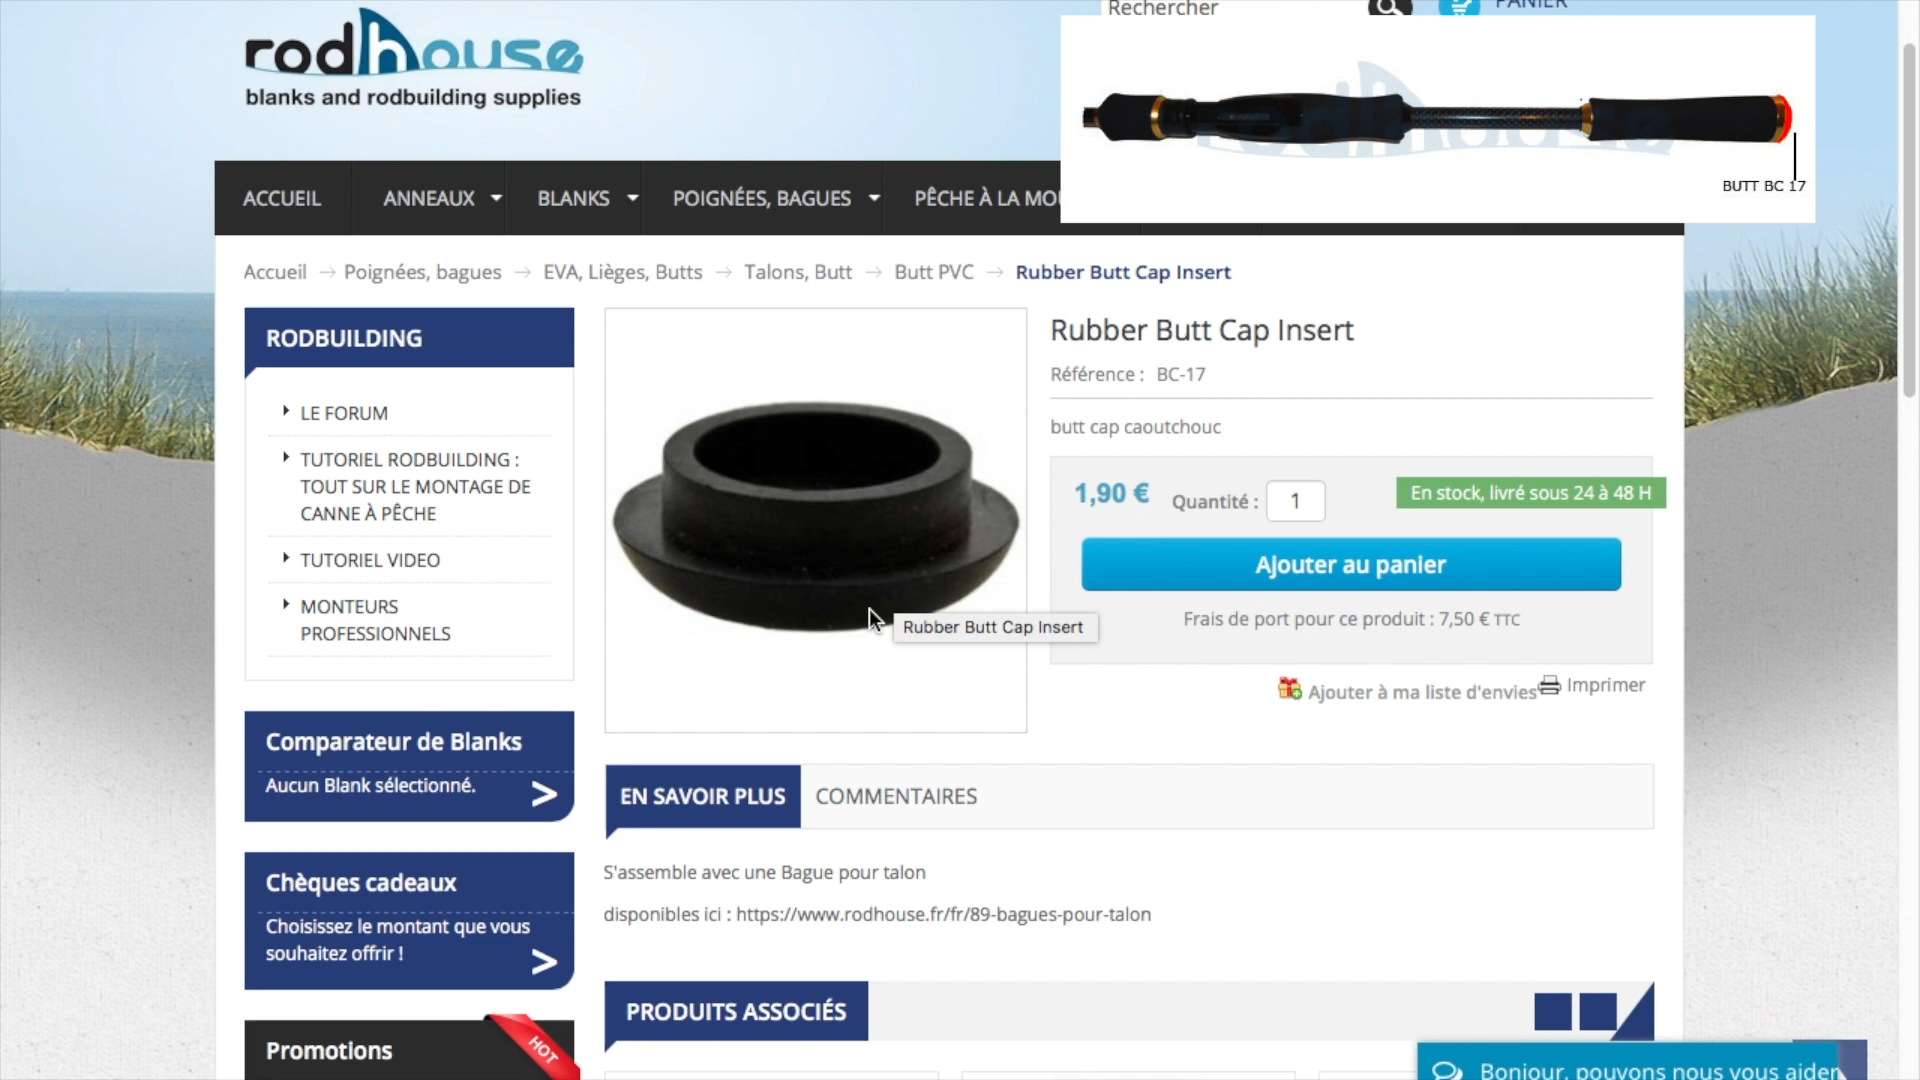 Rechercher
PANIER
rodhouse
blanks and rodbuilding supplies
BUTT BC 17
ACCUEIL
ANNEAUX
BLANKS
POIGNÉES, BAGUES
PÊCHE À LA MOU
Accueil → Poignées, bagues → EVA, Lièges, Butts → Talons, Butt → Butt PVC → Rubber Butt Cap Insert
RODBUILDING
LE FORUM
TUTORIEL RODBUILDING :
TOUT SUR LE MONTAGE DE
CANNE À PÊCHE
TUTORIEL VIDEO
MONTEURS
PROFESSIONNELS
Comparateur de Blanks
Aucun Blank sélectionné.
>
Chèques cadeaux
Choisissez le montant que vous
souhaitez offrir !
>
Promotions
HOT
Rubber Butt Cap Insert
Rubber Butt Cap Insert
Référence : BC-17
butt cap caoutchouc
1,90 € Quantité : 1
En stock, livré sous 24 à 48 H
Ajouter au panier
Frais de port pour ce produit : 7,50 € TTC
Ajouter à ma liste d'envies
Imprimer
EN SAVOIR PLUS
COMMENTAIRES
S'assemble avec une Bague pour talon
disponibles ici : https://www.rodhouse.fr/fr/89-bagues-pour-talon
PRODUITS ASSOCIÉS
Bonjour, pouvons nous vous aider